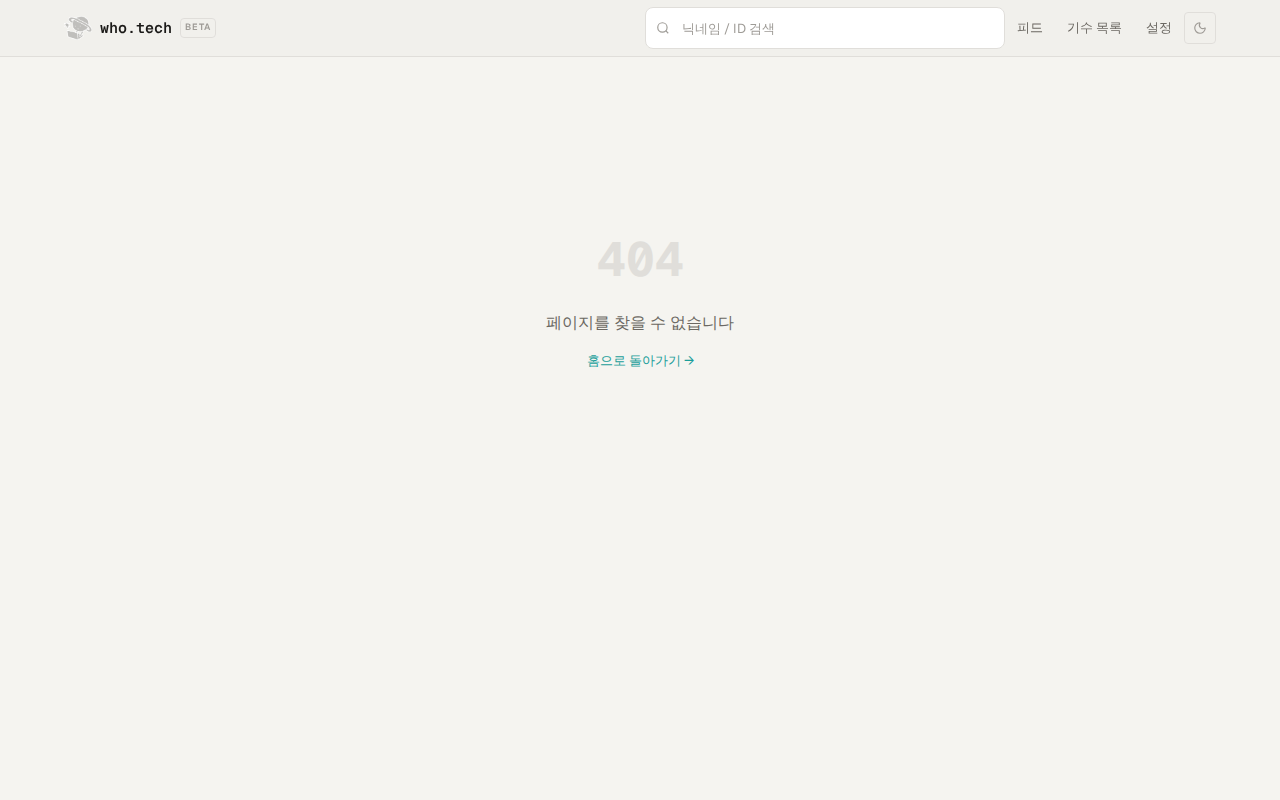 who.tech BETA 닉네임 / ID 검색 피드 기수 목록 설정
404
페이지를 찾을 수 없습니다
홈으로 돌아가기 →